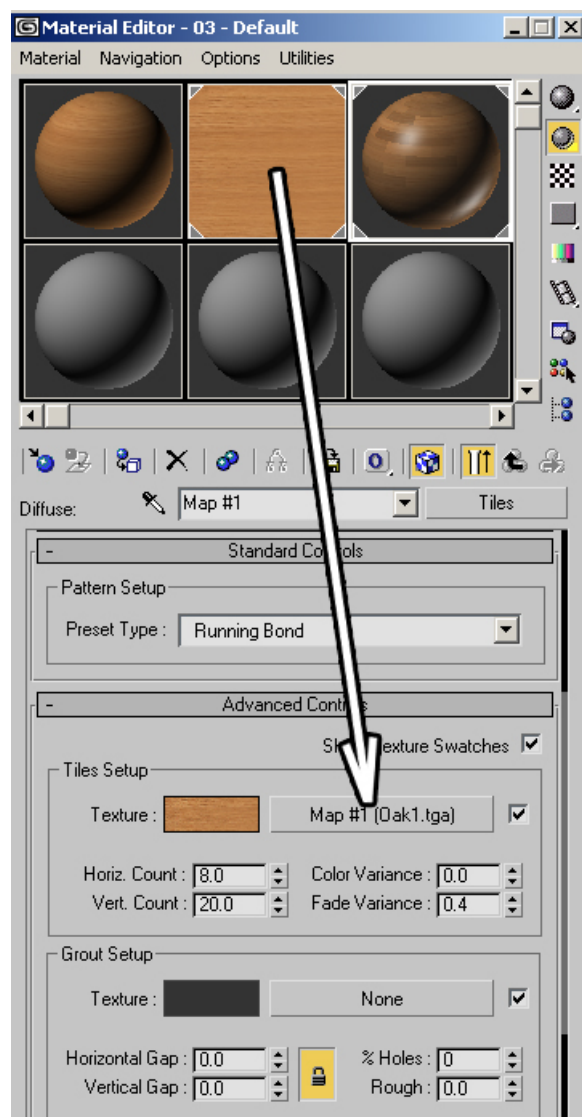 Material Editor - 03 - Default
Material Navigation Options Utilities
Diffuse: Map #1 Tiles
- Standard Controls
Pattern Setup
Preset Type : Running Bond
- Advanced Controls
Texture Swatches
Tiles Setup
Texture : Map #1 (Oak1.tga)
Horiz. Count : 8.0 Color Variance : 0.0
Vert. Count : 20.0 Fade Variance : 0.4
Grout Setup
Texture : None
Horizontal Gap : 0.0 % Holes : 0
Vertical Gap : 0.0 Rough : 0.0